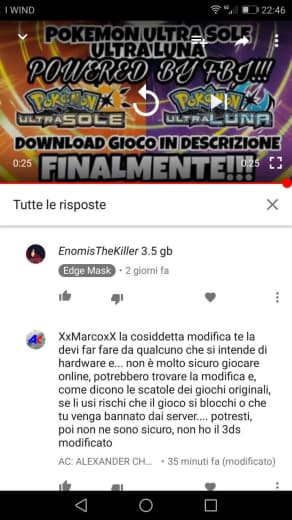 I WIND
4G
22:46
POKEMON ULTRA SOLE
ULTRA LUNA
POWERED BY FBI!!!
POKÉMON POKÉMON
ULTRASOLE ULTRALUNA
DOWNLOAD GIOCO IN DESCRIZIONE
FINALMENTE!!!
0:25 0:25
Tutte le risposte
EnomisTheKiller 3.5 gb
Edge Mask • 2 giorni fa
XxMarcoxX la cosiddetta modifica te la
devi far fare da qualcuno che si intende di
hardware e... non è molto sicuro giocare
online, potrebbero trovare la modifica e,
come dicono le scatole dei giochi originali,
se li usi rischi che il gioco si blocchi o che
tu venga bannato dai server.... potresti,
poi non ne sono sicuro, non ho il 3ds
modificato
AC: ALEXANDER CH... • 35 minuti fa (modificato)